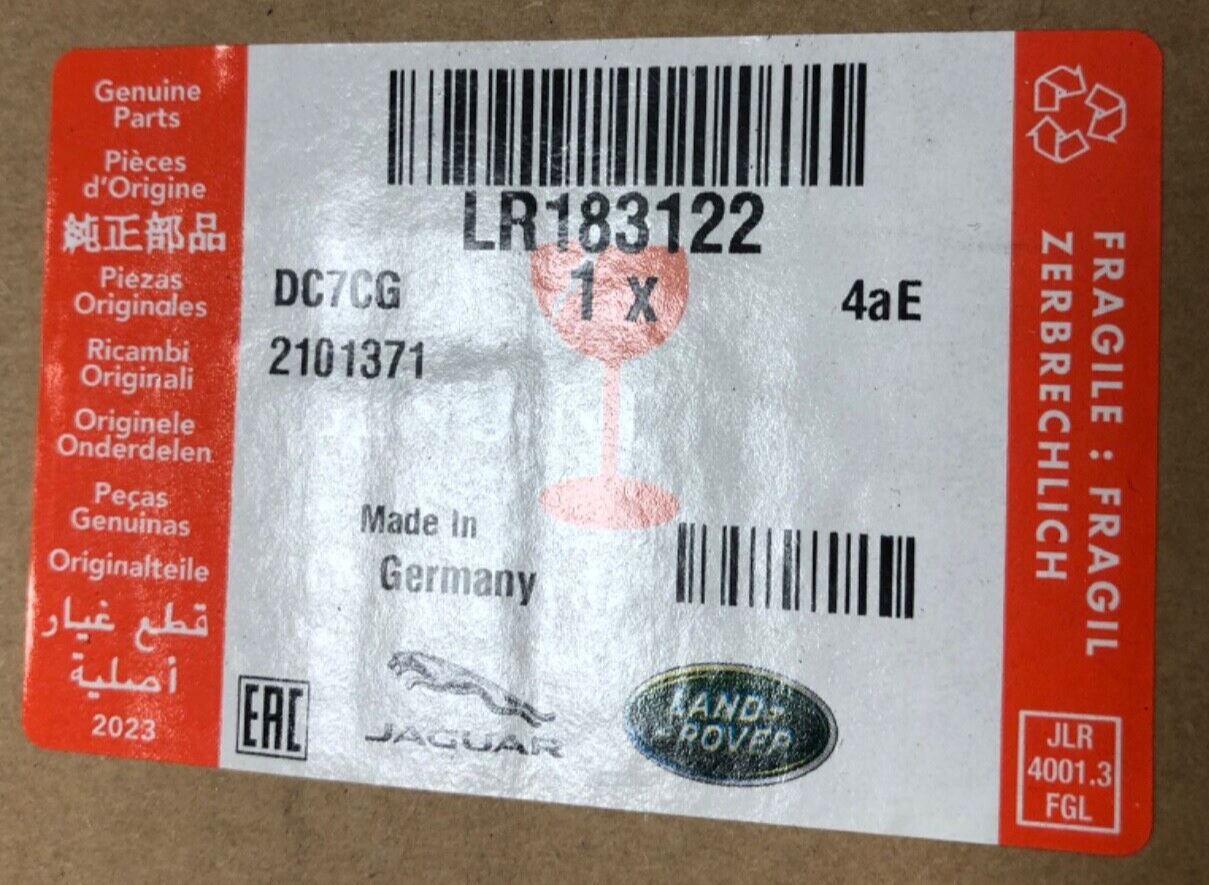 Genuine
Parts
Pièces
d'Origine
純正部品
Piezas
Originales
Ricambi
Originali
Originele
Onderdelen
Peças
Genuinas
Originalteile
قطع غيار
أصلية
2023
LR183122
DC7CG
1 x
4aE
2101371
Made In
Germany
EAC
JAGUAR
LAND-
-ROVER
FRAGILE : FRAGIL
ZERBRECHLICH
JLR
4001.3
FGL